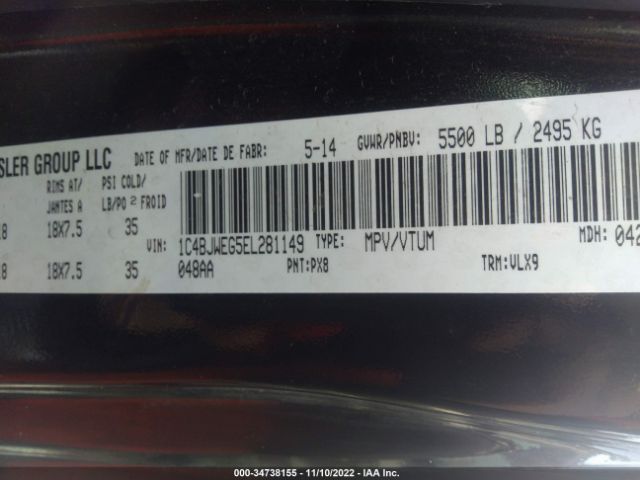 SLER GROUP LLC DATE OF MFR/DATE DE FABR: 5-14 GVWR/PNBV: 5500 LB / 2495 KG
RIMS AT/ PSI COLD/
JANTES A LB/PO 2 FROID
18X7.5 35
VIN: 1C4BJWEG5EL281149 TYPE: MPV/VTUM MDH: 042
18X7.5 35 048AA PNT:PX8 TRM:VLX9
000-34738155 - 11/10/2022 - IAA Inc.